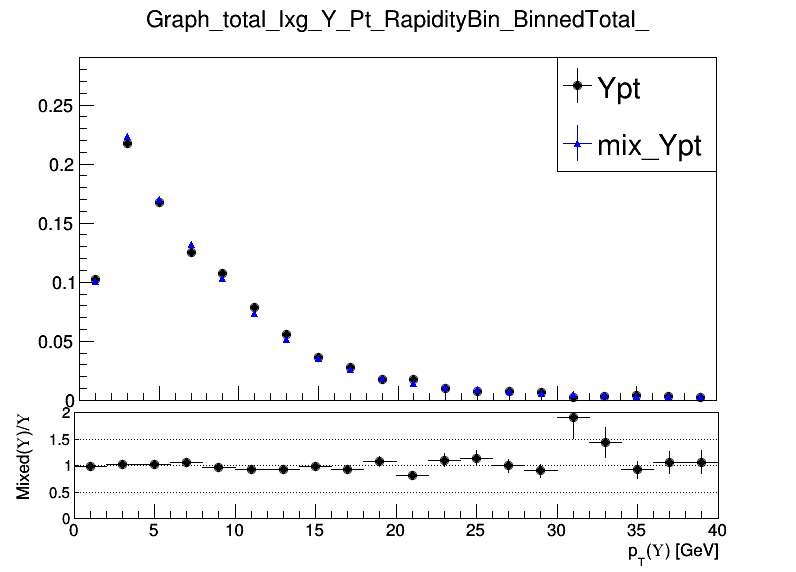 Graph_total_Ixg_Y_Pt_RapidityBin_BinnedTotal_
Ypt
mix_Ypt
0.25
0.2
0.15
0.1
0.05
0
Mixed(Y)/Y
2
1.5
1
0.5
0
0 5 10 15 20 25 30 35 40
p_T(Y) [GeV]